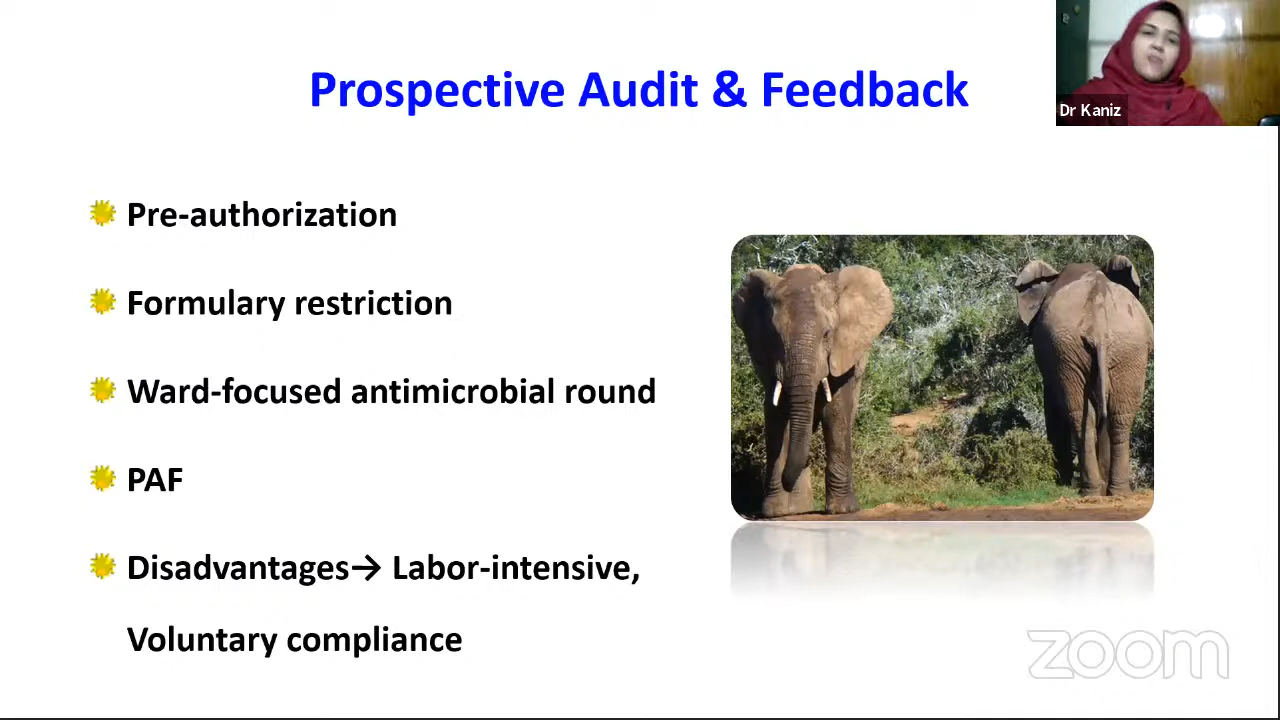 Prospective Audit & Feedback
Dr Kaniz
Pre-authorization
Formulary restriction
Ward-focused antimicrobial round
PAF
Disadvantages→ Labor-intensive,
Voluntary compliance
zoom